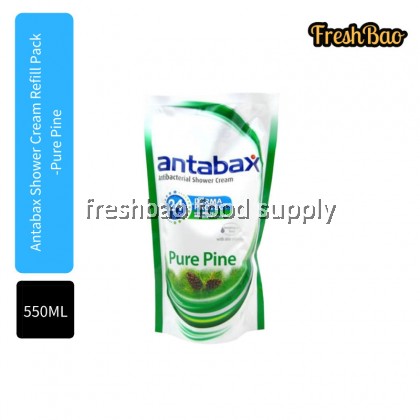 FreshBao
Antabax Shower Cream Refill Pack
-Pure Pine
550ML
antabax
Antibacterial Shower Cream
freshbao food supply
Pure Pine